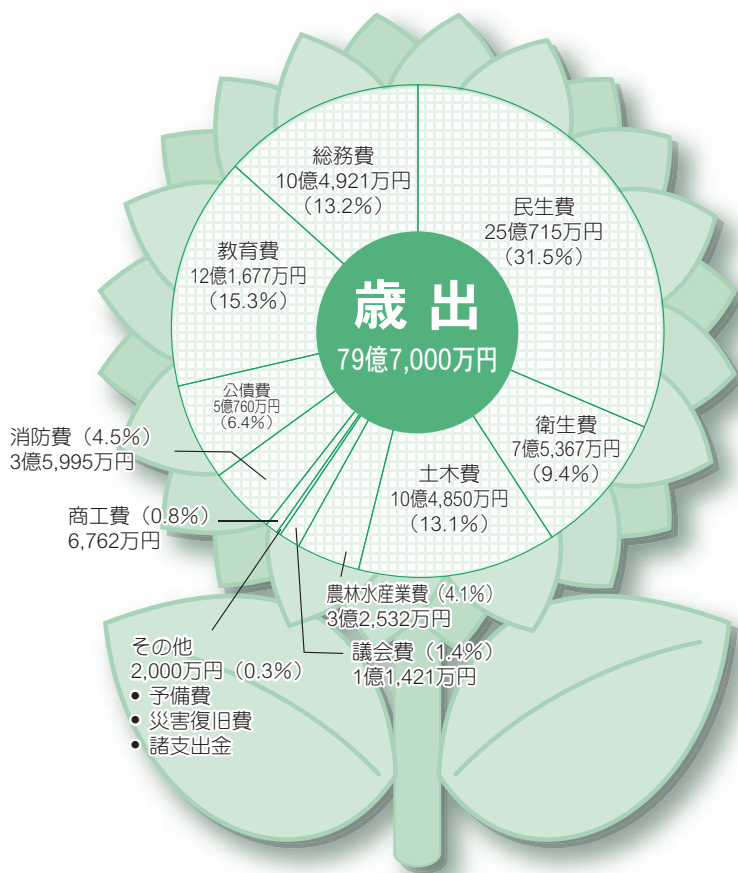 歳出
79億7,000万円
民生費
25億715万円
（31.5％）
衛生費
7億5,367万円
（9.4％）
土木費
10億4,850万円
（13.1％）
農林水産業費（4.1％）
3億2,532万円
議会費（1.4％）
1億1,421万円
その他
2,000万円（0.3％）
• 予備費
• 災害復旧費
• 諸支出金
商工費（0.8％）
6,762万円
消防費（4.5％）
3億5,995万円
公債費
5億760万円
（6.4％）
教育費
12億1,677万円
（15.3％）
総務費
10億4,921万円
（13.2％）